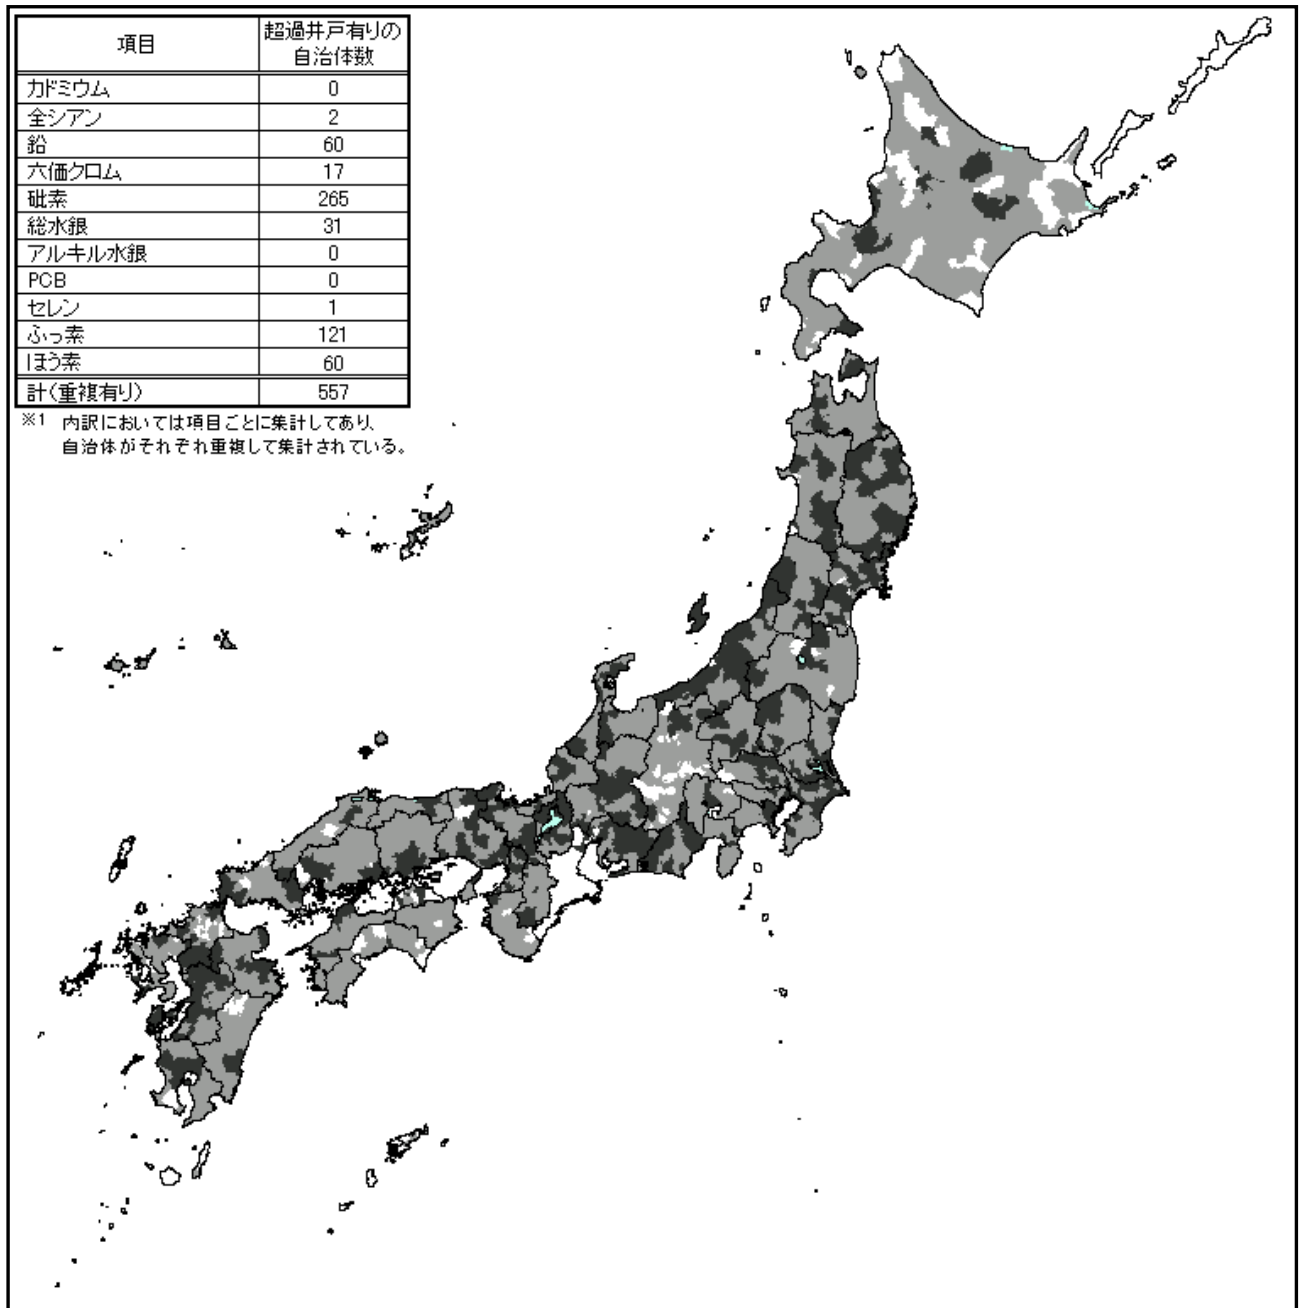 項目 超過井戸有りの
自治体数
カドミウム 0
全シアン 2
鉛 60
六価クロム 17
砒素 265
総水銀 31
アルキル水銀 0
PCB 0
セレン 1
ふっ素 121
ほう素 60
計(重複有り) 557
※1 内訳においては項目ごとに集計してあり、
自治体がそれぞれ重複して集計されている。